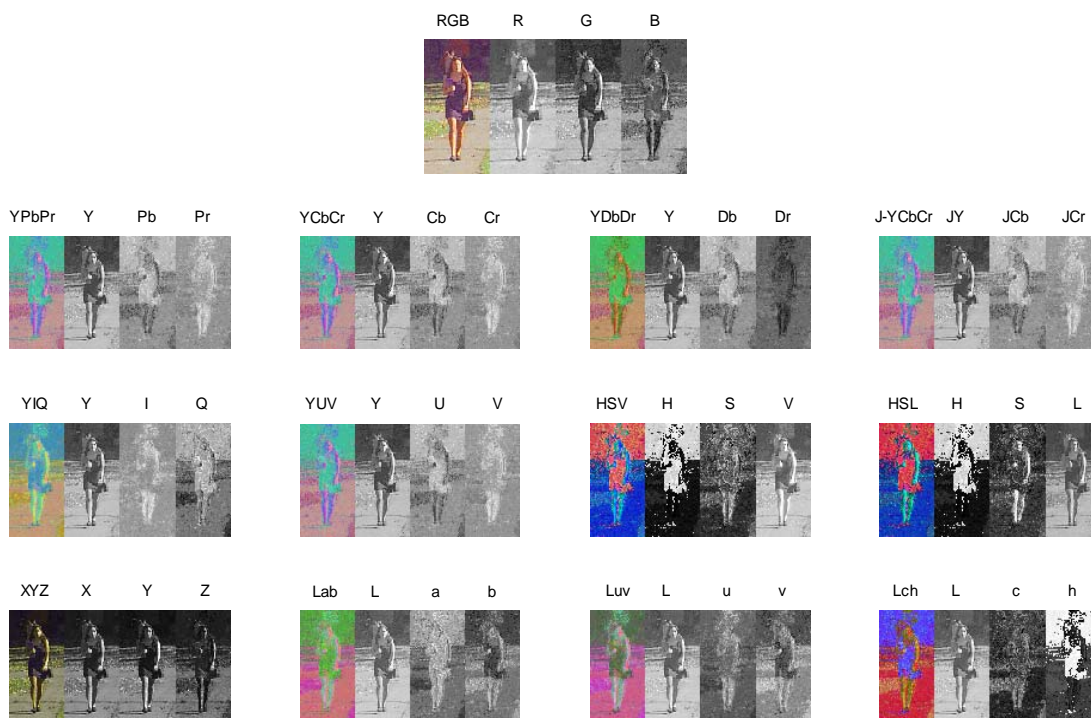 RGB R G B
YPbPr Y Pb Pr YCbCr Y Cb Cr YDbDr Y Db Dr J-YCbCr JY JCb JCr
YIQ Y I Q YUV Y U V HSV H S V HSL H S L
XYZ X Y Z Lab L a b Luv L u v Lch L c h